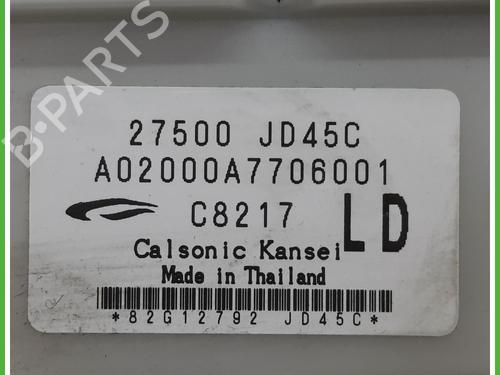 27500 JD45C
A02000A7706001
C8217 LD
Calsonic Kansei
Made in Thailand
*82G12792 JD45C*
B-PARTS